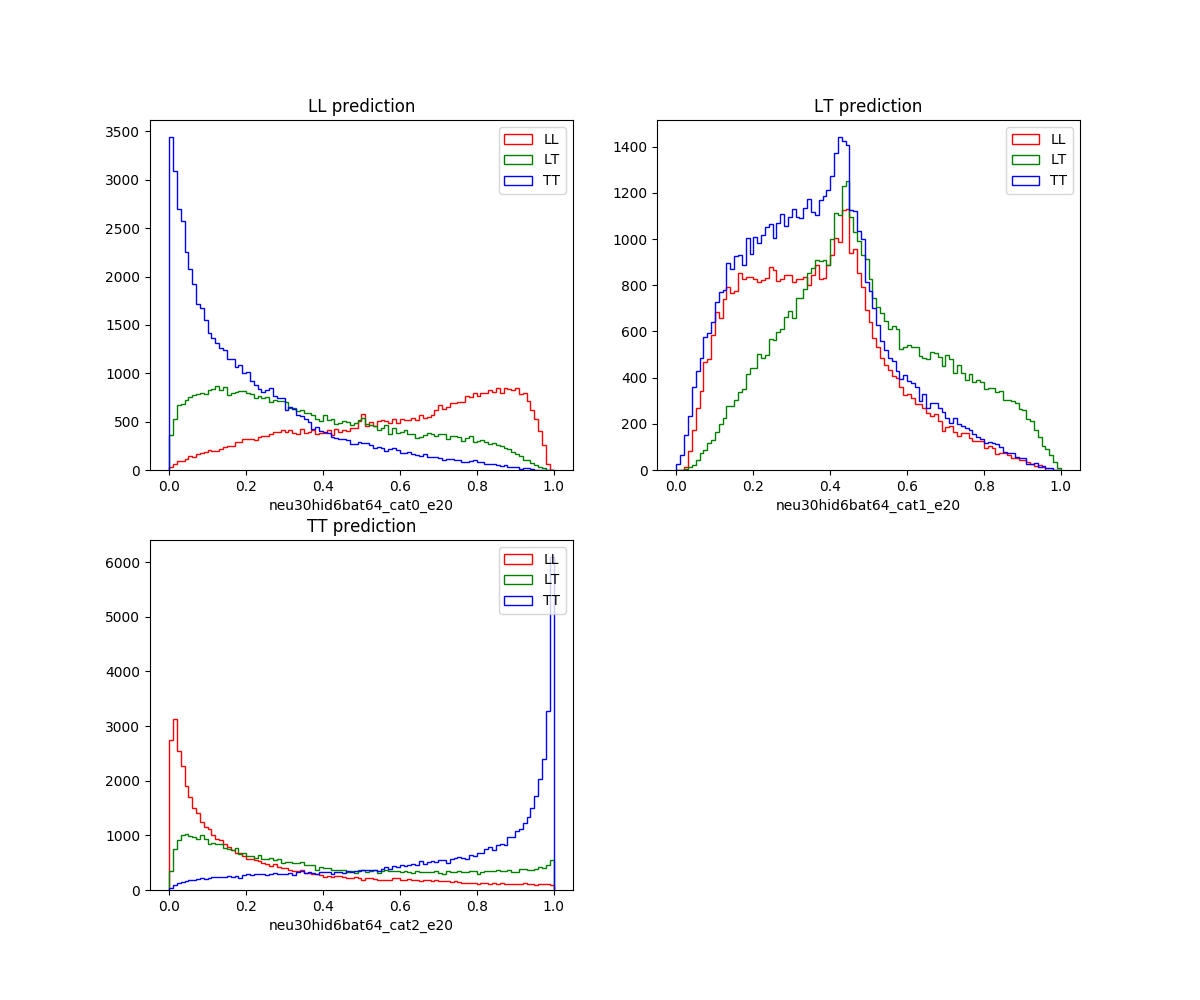 LL prediction
LT prediction
3500
3000
2500
2000
1500
1000
500
0
LL
LT
TT
0.0 0.2 0.4 0.6 0.8 1.0
neu30hid6bat64_cat0_e20
1400
1200
1000
800
600
400
200
0
LL
LT
TT
0.0 0.2 0.4 0.6 0.8 1.0
neu30hid6bat64_cat1_e20
TT prediction
6000
5000
4000
3000
2000
1000
0
LL
LT
TT
0.0 0.2 0.4 0.6 0.8 1.0
neu30hid6bat64_cat2_e20